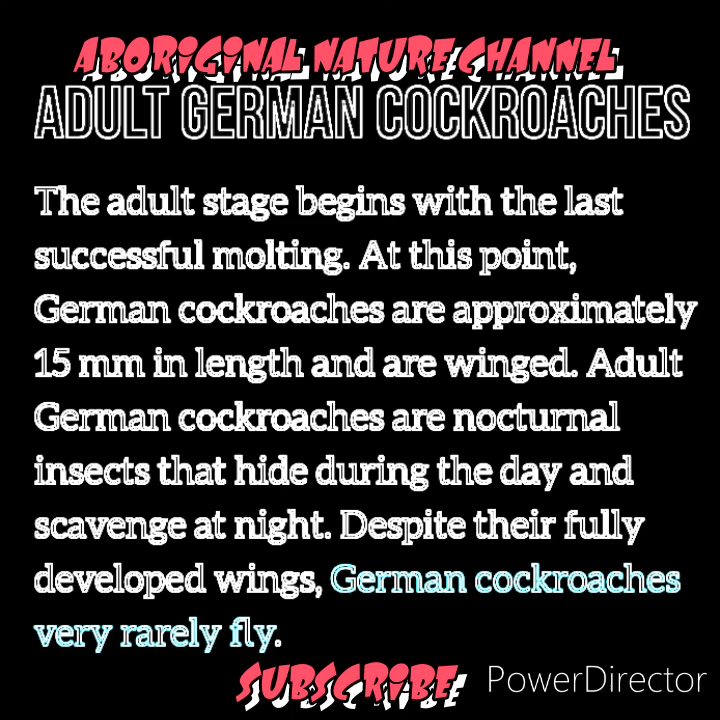 ABORIGINAL NATURE CHANNEL
ADULT GERMAN COCKROACHES
The adult stage begins with the last
successful molting. At this point,
German cockroaches are approximately
15 mm in length and are winged. Adult
German cockroaches are nocturnal
insects that hide during the day and
scavenge at night. Despite their fully
developed wings, German cockroaches
very rarely fly.
SUBSCRIBE
PowerDirector